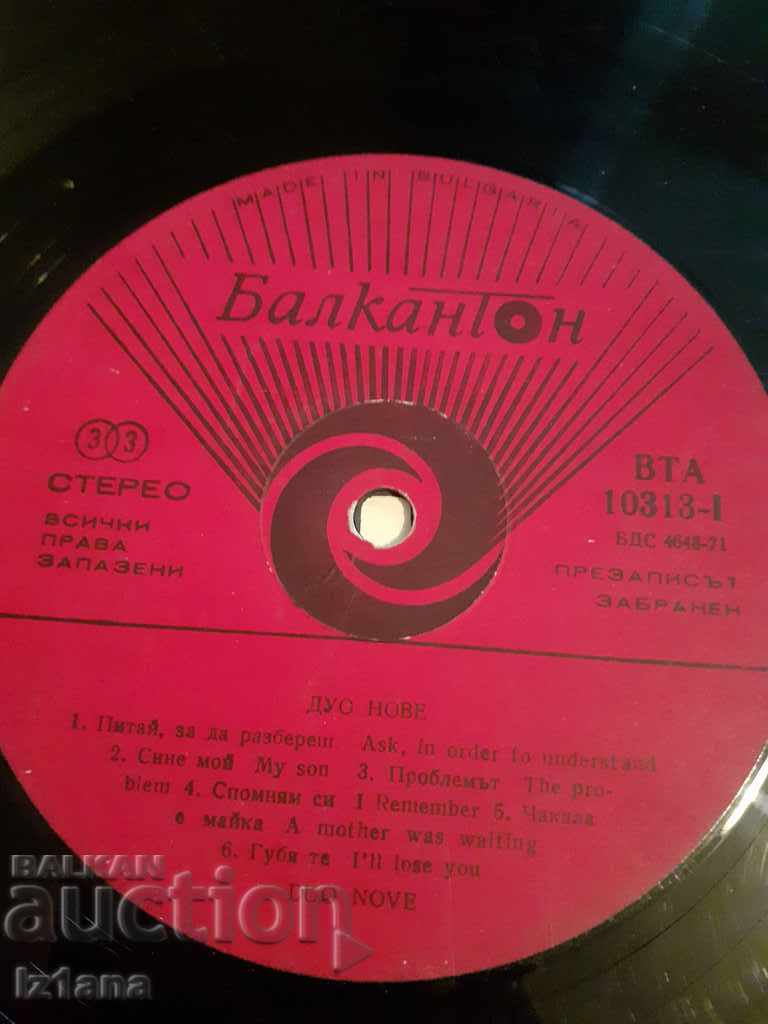 MADE IN BULGARIA
Балкантон
33
СТЕРЕО
ВСИЧКИ
ПРАВА
ЗАПАЗЕНИ
ВТА
10313-I
БДС 4648-71
ПРЕЗАПИСЪТ
ЗАБРАНЕН
ДУО НОВЕ
1. Питай, за да разбереш Ask, in order to understand
2. Сине мой My son 3. Проблемът The pro-
blem 4. Спомням си I Remember 5. Чакала
е майка A mother was waiting
6. Губя те I'll lose you
DUO NOVE
BALKAN
auction
iz1ana